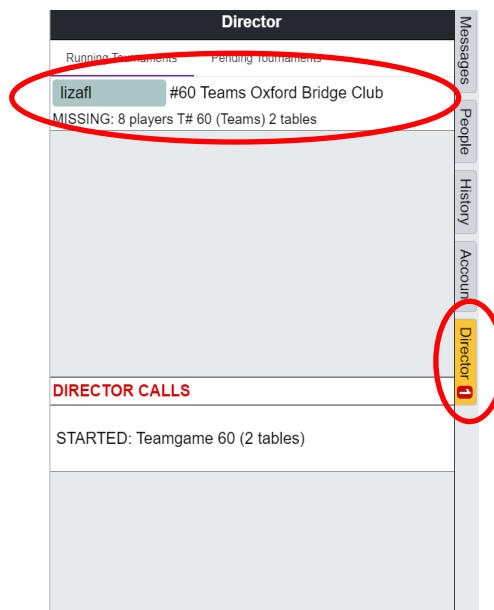 Director
Running Tournaments Pending Tournaments
lizafl #60 Teams Oxford Bridge Club
MISSING: 8 players T# 60 (Teams) 2 tables
DIRECTOR CALLS
STARTED: Teamgame 60 (2 tables)
Messages
People
History
Account
Director 1